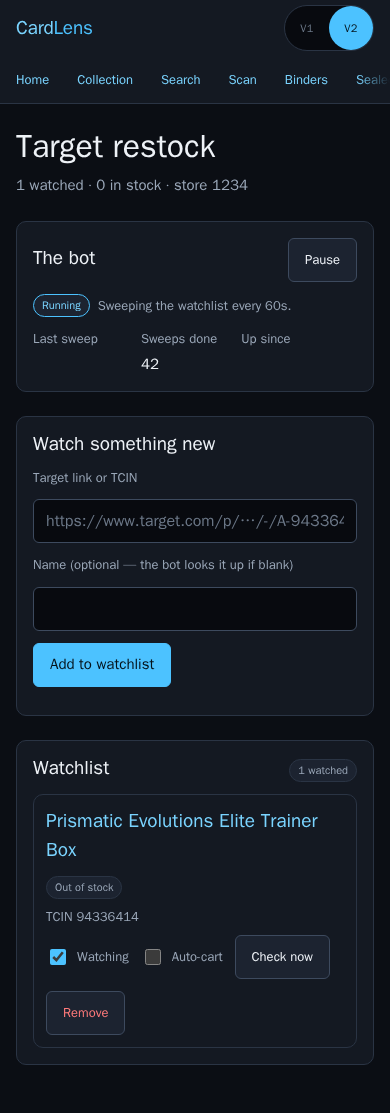 CardLens
V1 V2
Home Collection Search Scan Binders Seale
Target restock
1 watched · 0 in stock · store 1234
The bot
Pause
Running Sweeping the watchlist every 60s.
Last sweep Sweeps done Up since
42
Watch something new
Target link or TCIN
https://www.target.com/p/⋯/-/A-943364
Name (optional — the bot looks it up if blank)
Add to watchlist
Watchlist
1 watched
Prismatic Evolutions Elite Trainer
Box
Out of stock
TCIN 94336414
Watching Auto-cart Check now
Remove